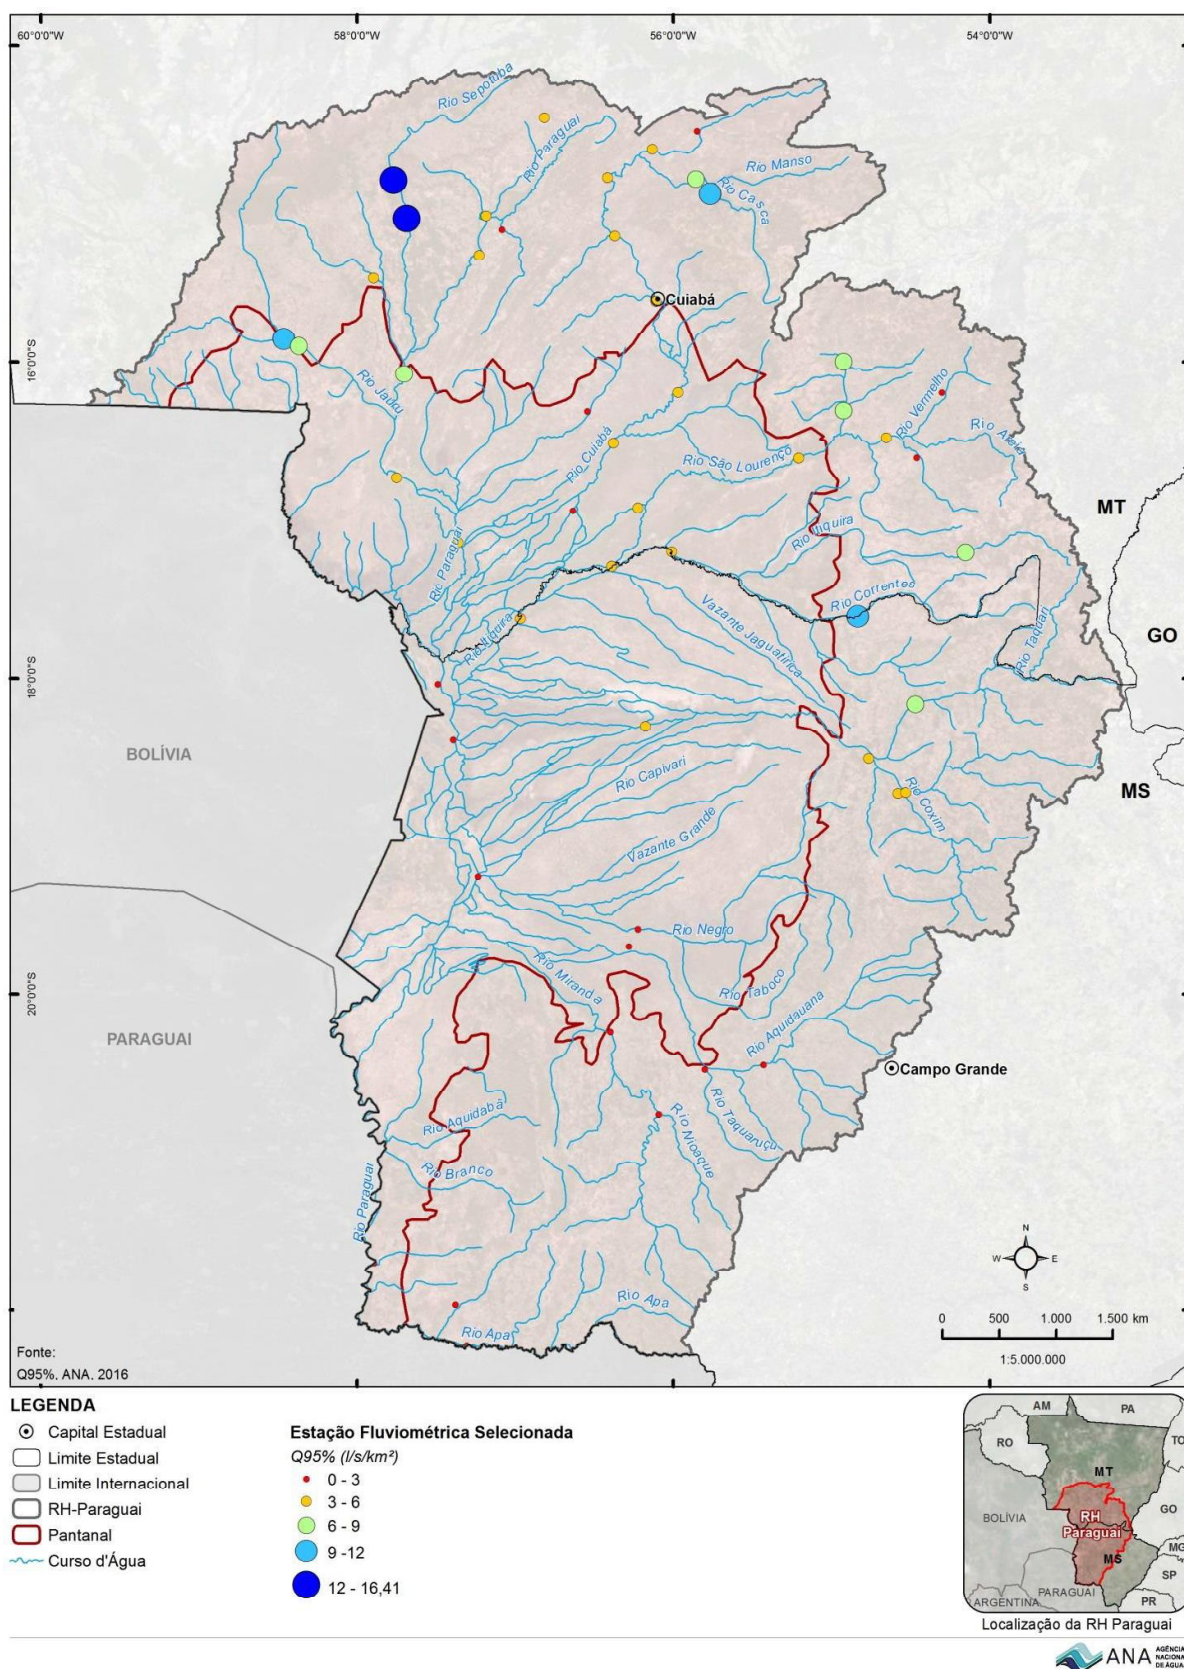 60°0'0"W
58°0'0"W
56°0'0"W
54°0'0"W
Rio Sepotuba
Rio Paraguai
Rio Manso
Rio Casca
Cuiabá
16°0'0"S
Rio Jauru
Rio Vermelho
Rio Areia
Rio Cuiabá
Rio São Lourenço
MT
Rio Itiquira
Rio Paraguai
Rio Correntes
Vazante Jaguatirica
Rio Itiquira
Rio Taquari
GO
18°0'0"S
BOLÍVIA
Rio Capivari
MS
Rio Coxim
Vazante Grande
Rio Negro
Rio Miranda
Rio Taboco
20°0'0"S
Rio Aquidauana
PARAGUAI
Campo Grande
Rio Aquidabã
Rio Nioaque
Rio Taquaruçu
Rio Branco
Rio Paraguai
N
W
E
S
Rio Apa
Rio Apa
0 500 1.000 1.500 km
1:5.000.000
Fonte:
Q95%. ANA. 2016
LEGENDA
Capital Estadual
Limite Estadual
Limite Internacional
RH-Paraguai
Pantanal
Curso d'Água
Estação Fluviométrica Selecionada
Q95% (l/s/km²)
0 - 3
3 - 6
6 - 9
9 -12
12 - 16,41
AM
PA
RO
TO
MT
BOLÍVIA
GO
RH
Paraguai
MS
MG
SP
PARAGUAI
ARGENTINA
PR
Localização da RH Paraguai
ANA
AGÊNCIA
NACIONAL
DE ÁGUAS